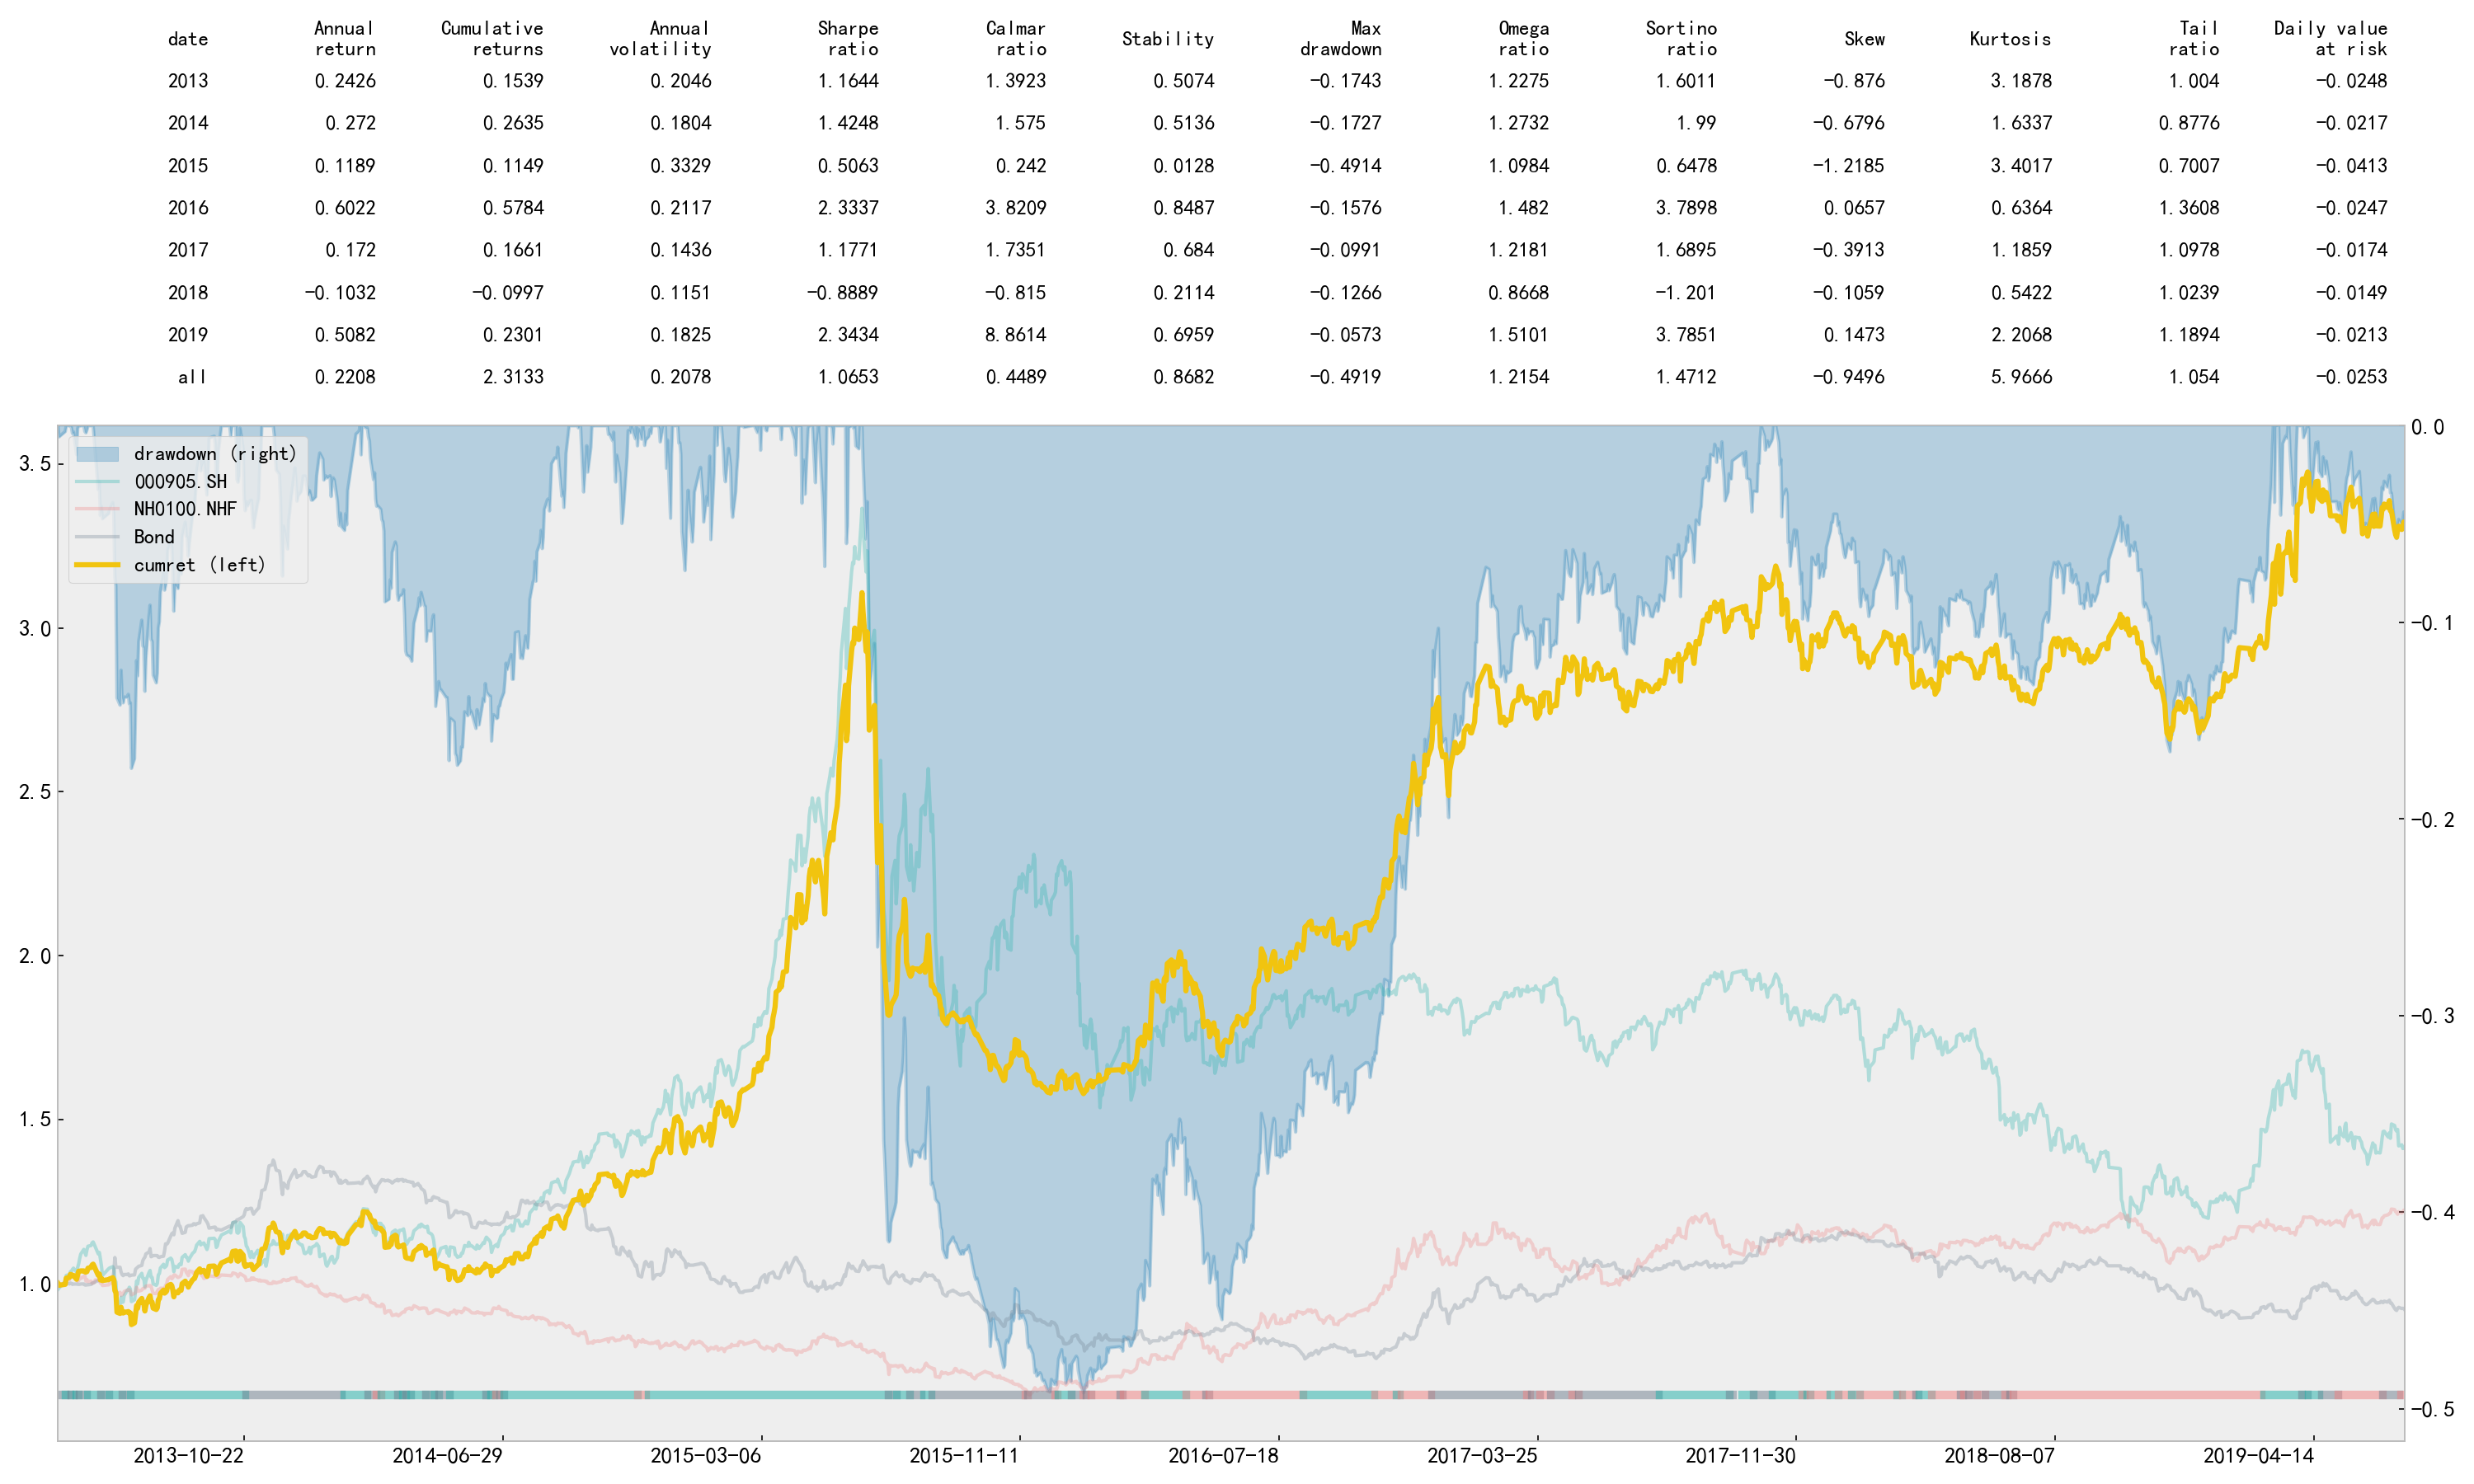 date Annual return Cumulative returns Annual volatility Sharpe ratio Calmar ratio Stability Max drawdown Omega ratio Sortino ratio Skew Kurtosis Tail ratio Daily value at risk
2013 0.2426 0.1539 0.2046 1.1644 1.3923 0.5074 -0.1743 1.2275 1.6011 -0.876 3.1878 1.004 -0.0248
2014 0.272 0.2635 0.1804 1.4248 1.575 0.5136 -0.1727 1.2732 1.99 -0.6796 1.6337 0.8776 -0.0217
2015 0.1189 0.1149 0.3329 0.5063 0.242 0.0128 -0.4914 1.0984 0.6478 -1.2185 3.4017 0.7007 -0.0413
2016 0.6022 0.5784 0.2117 2.3337 3.8209 0.8487 -0.1576 1.482 3.7898 0.0657 0.6364 1.3608 -0.0247
2017 0.172 0.1661 0.1436 1.1771 1.7351 0.684 -0.0991 1.2181 1.6895 -0.3913 1.1859 1.0978 -0.0174
2018 -0.1032 -0.0997 0.1151 -0.8889 -0.815 0.2114 -0.1266 0.8668 -1.201 -0.1059 0.5422 1.0239 -0.0149
2019 0.5082 0.2301 0.1825 2.3434 8.8614 0.6959 -0.0573 1.5101 3.7851 0.1473 2.2068 1.1894 -0.0213
all 0.2208 2.3133 0.2078 1.0653 0.4489 0.8682 -0.4919 1.2154 1.4712 -0.9496 5.9666 1.054 -0.0253
drawdown (right)
000905.SH
NH0100.NHF
Bond
cumret (left)
3.5
3.0
2.5
2.0
1.5
1.0
0.0
-0.1
-0.2
-0.3
-0.4
-0.5
2013-10-22 2014-06-29 2015-03-06 2015-11-11 2016-07-18 2017-03-25 2017-11-30 2018-08-07 2019-04-14